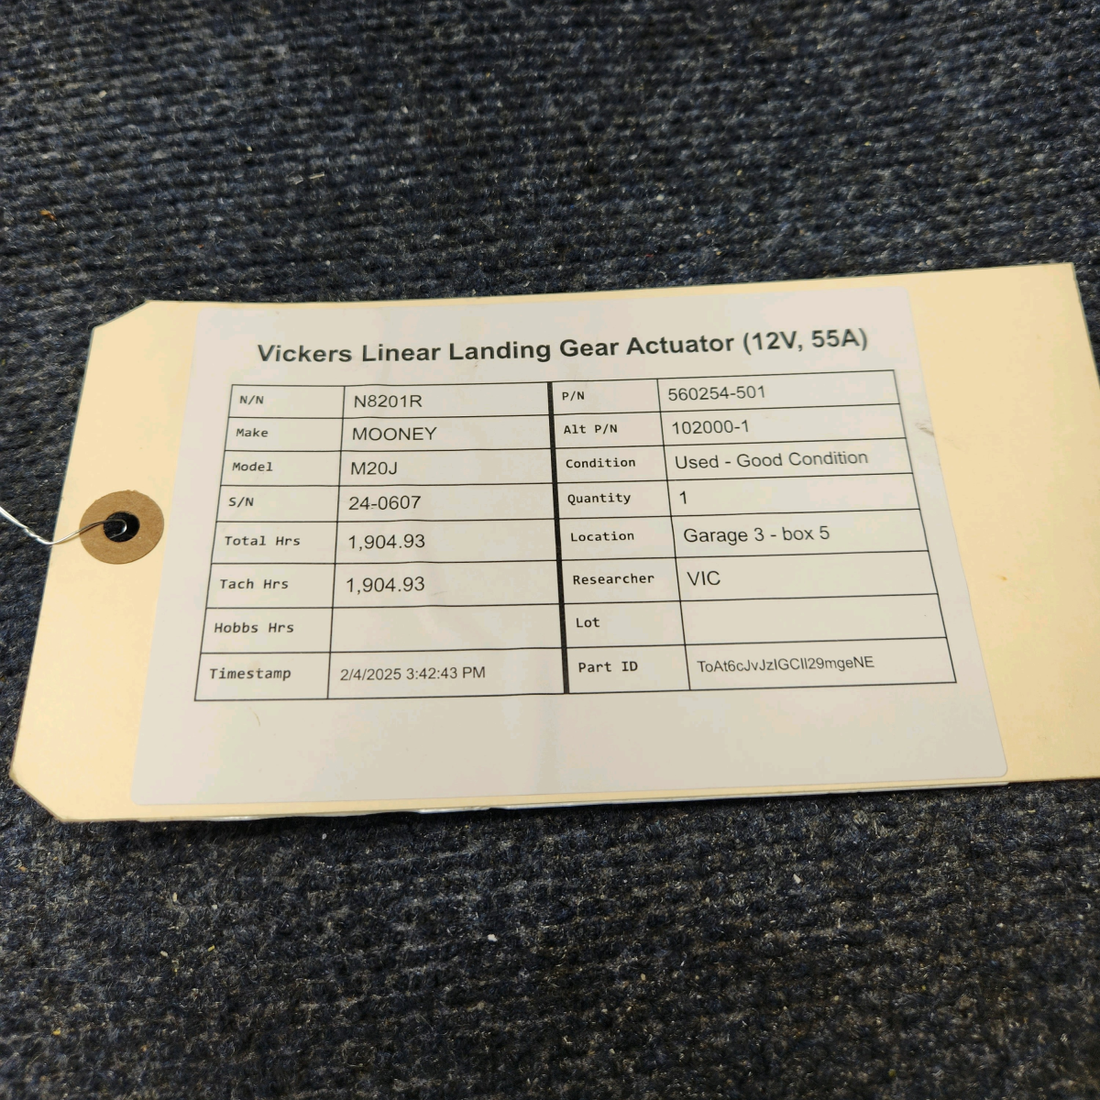 Vickers Linear Landing Gear Actuator (12V, 55A)
N/N N8201R P/N 560254-501
Make MOONEY Alt P/N 102000-1
Model M20J Condition Used - Good Condition
S/N 24-0607 Quantity 1
Total Hrs 1,904.93 Location Garage 3 - box 5
Tach Hrs 1,904.93 Researcher VIC
Hobbs Hrs Lot
Timestamp 2/4/2025 3:42:43 PM Part ID ToAt6cJvJzIGCIl29mgeNE